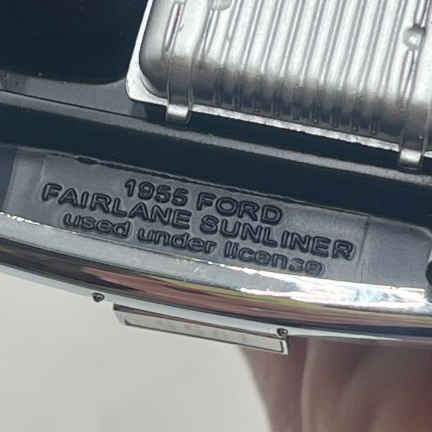 1955 FORD
FAIRLANE SUNLINER
used under license